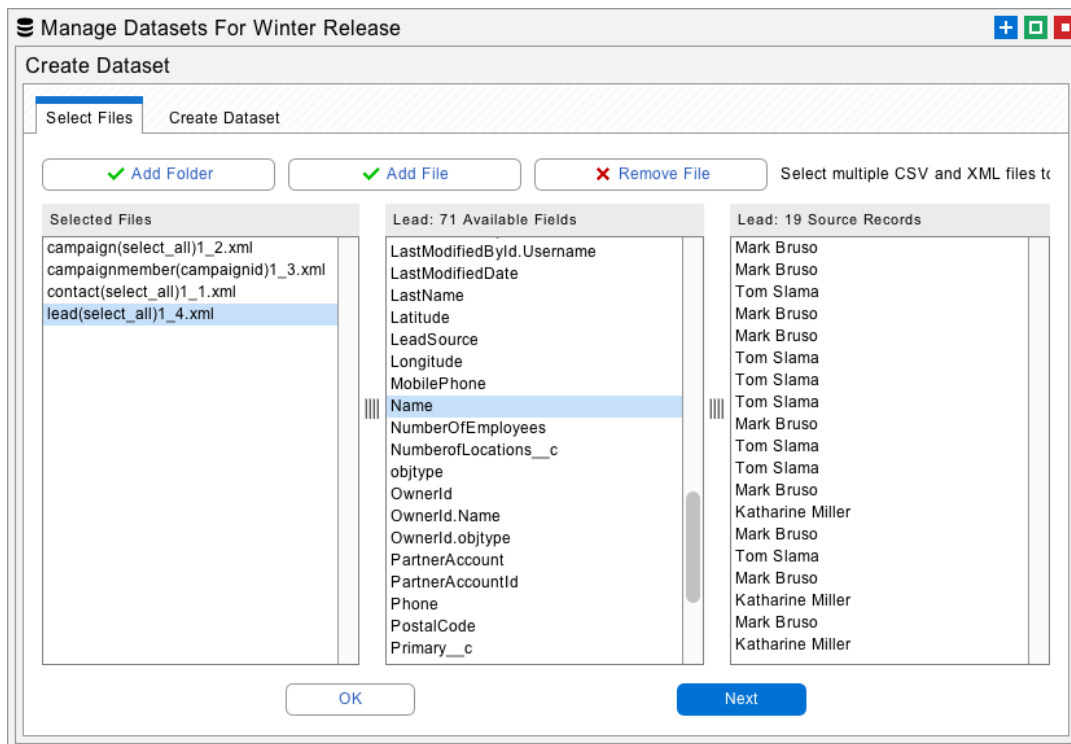 Manage Datasets For Winter Release
Create Dataset
Select Files
Create Dataset
Add Folder
Add File
Remove File
Select multiple CSV and XML files to
Selected Files
campaign(select_all)1_2.xml
campaignmember(campaignid)1_3.xml
contact(select_all)1_1.xml
lead(select_all)1_4.xml
Lead: 71 Available Fields
LastModifiedById.Username
LastModifiedDate
LastName
Latitude
LeadSource
Longitude
MobilePhone
Name
NumberOfEmployees
NumberofLocations__c
objtype
OwnerId
OwnerId.Name
OwnerId.objtype
PartnerAccount
PartnerAccountId
Phone
PostalCode
Primary__c
Lead: 19 Source Records
Mark Bruso
Mark Bruso
Tom Slama
Mark Bruso
Mark Bruso
Tom Slama
Tom Slama
Tom Slama
Mark Bruso
Tom Slama
Tom Slama
Mark Bruso
Katharine Miller
Mark Bruso
Tom Slama
Mark Bruso
Katharine Miller
Mark Bruso
Katharine Miller
OK
Next